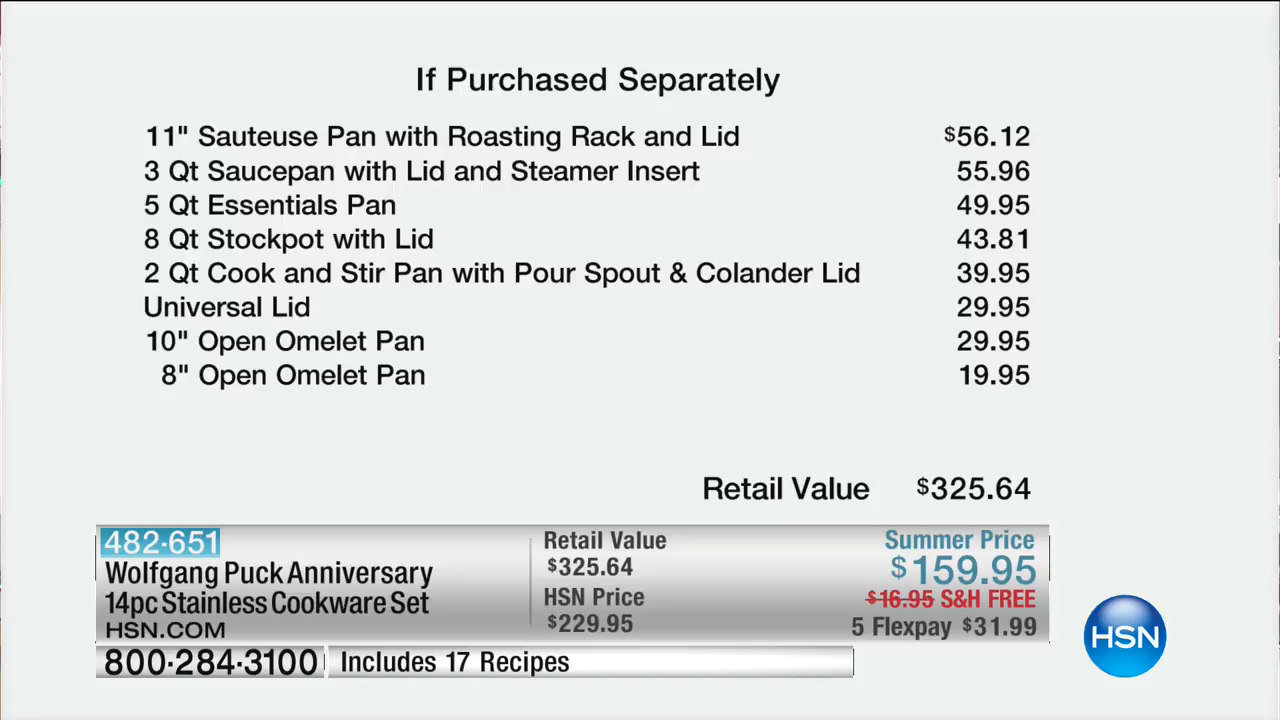 If Purchased Separately
11" Sauteuse Pan with Roasting Rack and Lid $56.12
3 Qt Saucepan with Lid and Steamer Insert 55.96
5 Qt Essentials Pan 49.95
8 Qt Stockpot with Lid 43.81
2 Qt Cook and Stir Pan with Pour Spout & Colander Lid 39.95
Universal Lid 29.95
10" Open Omelet Pan 29.95
8" Open Omelet Pan 19.95
Retail Value $325.64
482·651
Wolfgang Puck Anniversary
14pc Stainless Cookware Set
HSN.COM
Retail Value
$325.64
HSN Price
$229.95
Summer Price
$159.95
$16.95 S&H FREE
5 Flexpay $31.99
800·284·3100
Includes 17 Recipes
HSN